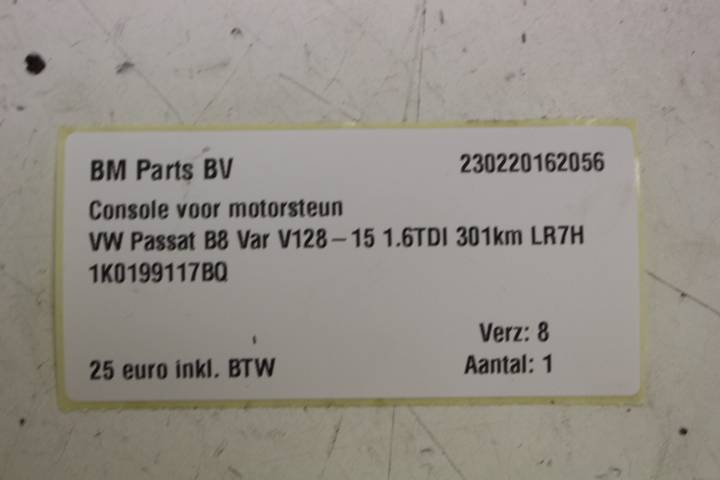 BM Parts BV 230220162056
Console voor motorsteun
VW Passat B8 Var V128-15 1.6TDI 301km LR7H
1K0199117BQ
Verz: 8
25 euro inkl. BTW Aantal: 1